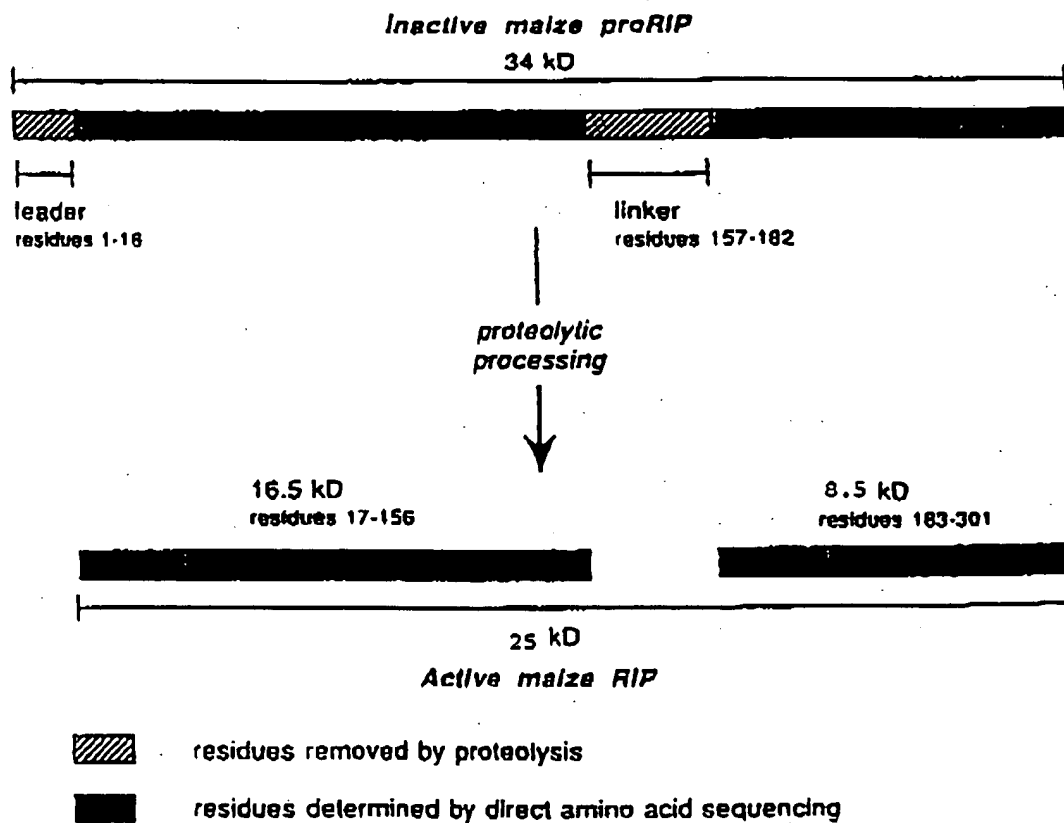 Inactive maize proRIP
34 kD
leader
residues 1-16
linker
residues 157-182
proteolytic
processing
16.5 kD
residues 17-156
8.5 kD
residues 183-301
25 kD
Active maize RIP
residues removed by proteolysis
residues determined by direct amino acid sequencing